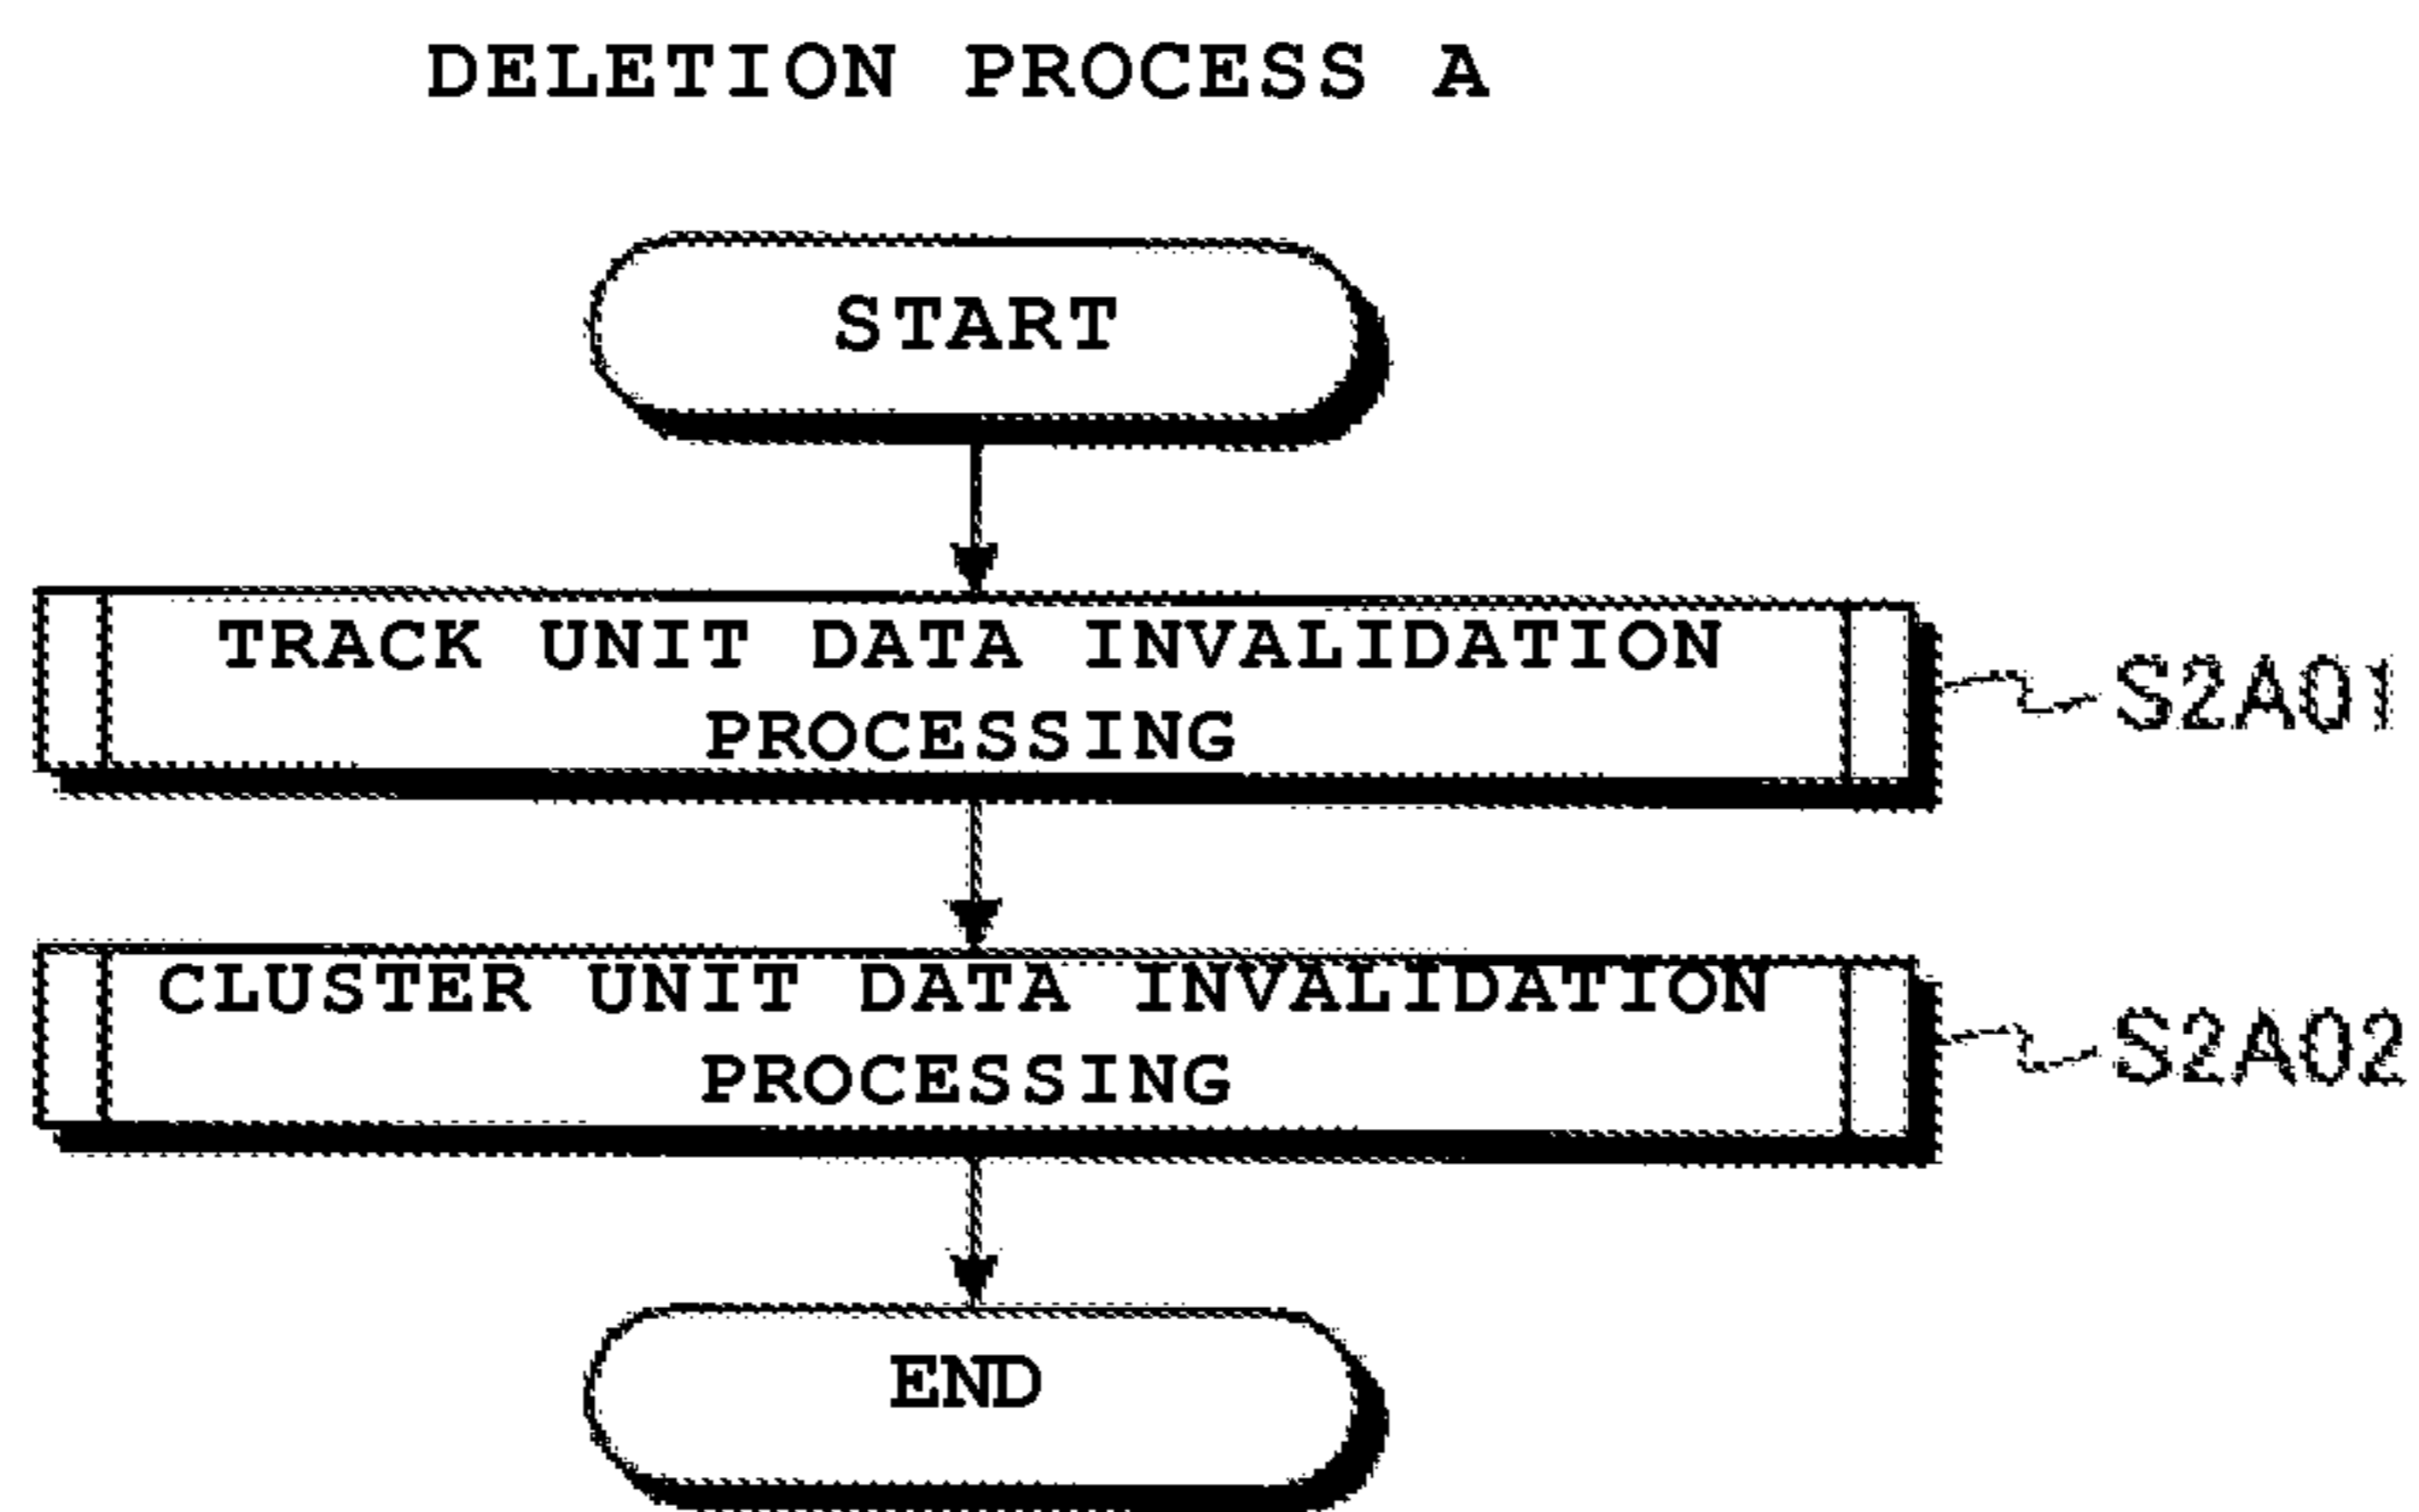 DELETION PROCESS A
START
TRACK UNIT DATA INVALIDATION
PROCESSING
S2A01
CLUSTER UNIT DATA INVALIDATION
PROCESSING
S2A02
END